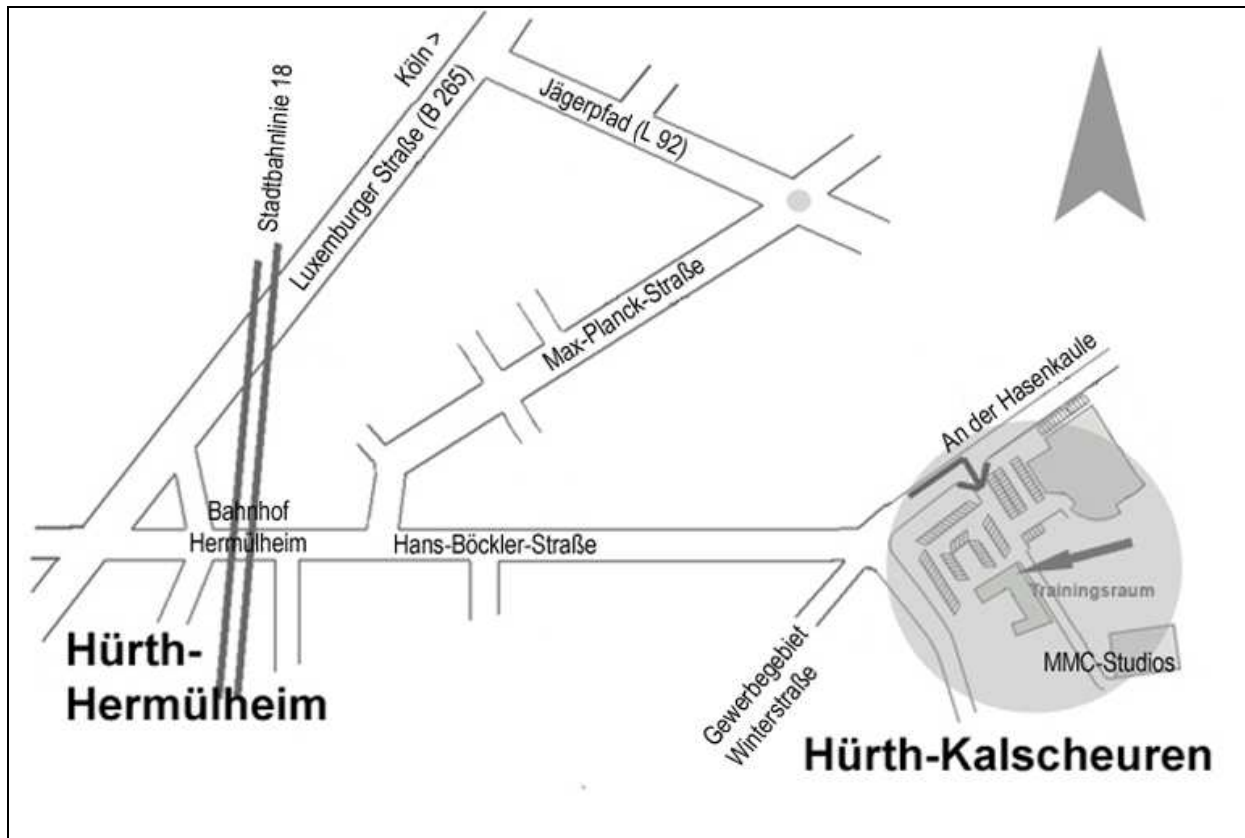 Köln >
Stadtbahnlinie 18
Luxemburger Straße (B 265)
Jägerpfad (L 92)
Max-Planck-Straße
An der Hasenkaule
Bahnhof
Hermülheim
Hans-Böckler-Straße
Trainingsraum
MMC-Studios
Gewerbegebiet
Winterstraße
Hürth-
Hermülheim
Hürth-Kalscheuren